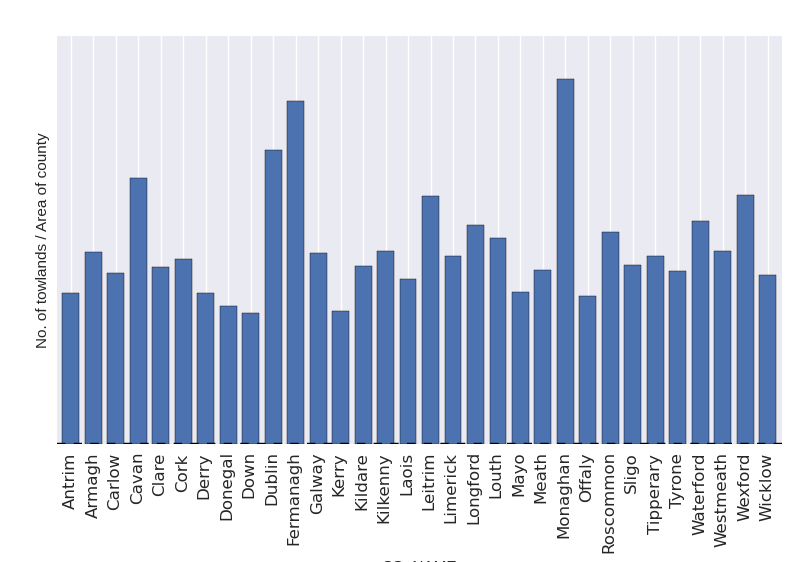 No. of towlands / Area of county
Antrim
Armagh
Carlow
Cavan
Clare
Cork
Derry
Donegal
Down
Dublin
Fermanagh
Galway
Kerry
Kildare
Kilkenny
Laois
Leitrim
Limerick
Longford
Louth
Mayo
Meath
Monaghan
Offaly
Roscommon
Sligo
Tipperary
Tyrone
Waterford
Westmeath
Wexford
Wicklow